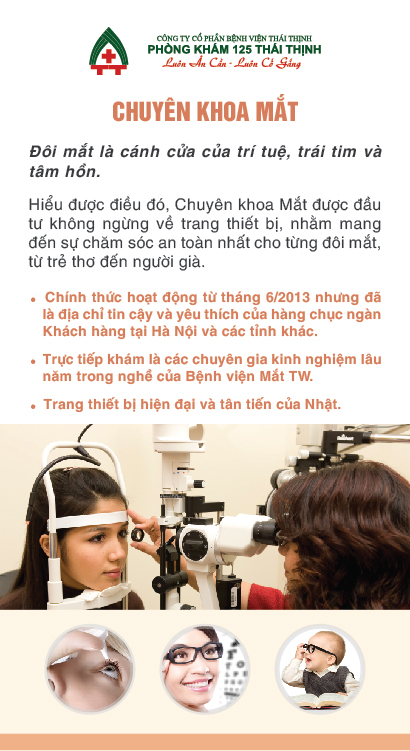 CÔNG TY CỔ PHẦN BỆNH VIỆN THÁI THỊNH
PHÒNG KHÁM 125 THÁI THỊNH
Luôn Ân Cần - Luôn Cố Gắng
CHUYÊN KHOA MẮT
Đôi mắt là cánh cửa của trí tuệ, trái tim và
tâm hồn.
Hiểu được điều đó, Chuyên khoa Mắt được đầu
tư không ngừng về trang thiết bị, nhằm mang
đến sự chăm sóc an toàn nhất cho từng đôi mắt,
từ trẻ thơ đến người già.
• Chính thức hoạt động từ tháng 6/2013 nhưng đã
là địa chỉ tin cậy và yêu thích của hàng chục ngàn
Khách hàng tại Hà Nội và các tỉnh khác.
• Trực tiếp khám là các chuyên gia kinh nghiệm lâu
năm trong nghề của Bệnh viện Mắt TW.
• Trang thiết bị hiện đại và tân tiến của Nhật.